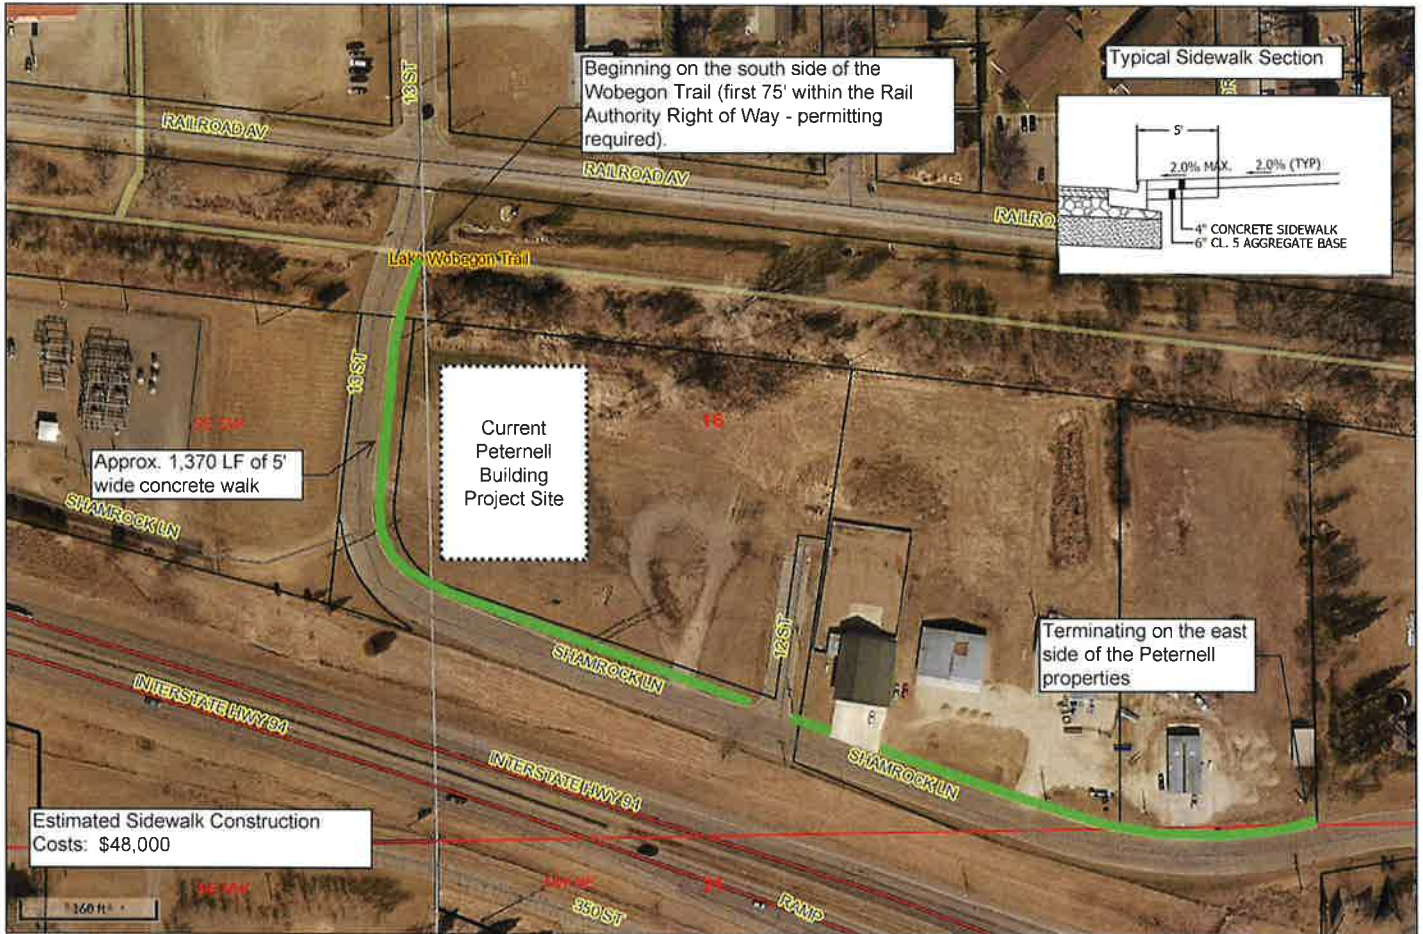 13 ST
Beginning on the south side of the
Wobegon Trail (first 75' within the Rail
Authority Right of Way - permitting
required).
Typical Sidewalk Section
5'
2.0% MAX.
2.0% (TYP)
4" CONCRETE SIDEWALK
6" CL. 5 AGGREGATE BASE
RAILROAD AV
RAILROAD AV
Lake Wobegon Trail
13 ST
Current
Peternell
Building
Project Site
16
Approx. 1,370 LF of 5'
wide concrete walk
SHAMROCK LN
12 ST
Terminating on the east
side of the Peternell
properties
SHAMROCK LN
INTERSTATE HWY 94
INTERSTATE HWY 94
SHAMROCK LN
Estimated Sidewalk Construction
Costs: $48,000
21
160 ft
350 ST
RAMP
N